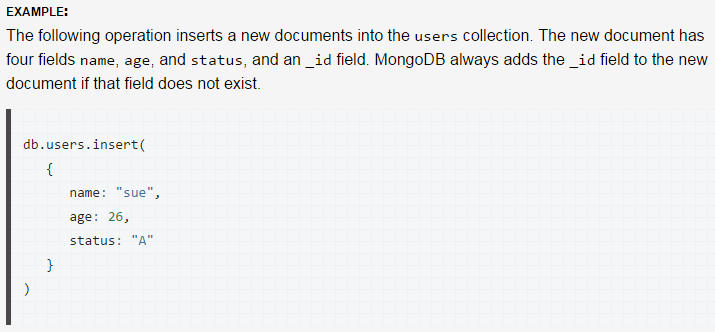 EXAMPLE:
The following operation inserts a new documents into the users collection. The new document has
four fields name, age, and status, and an _id field. MongoDB always adds the _id field to the new
document if that field does not exist.
db.users.insert(
{
name: "sue",
age: 26,
status: "A"
}
)